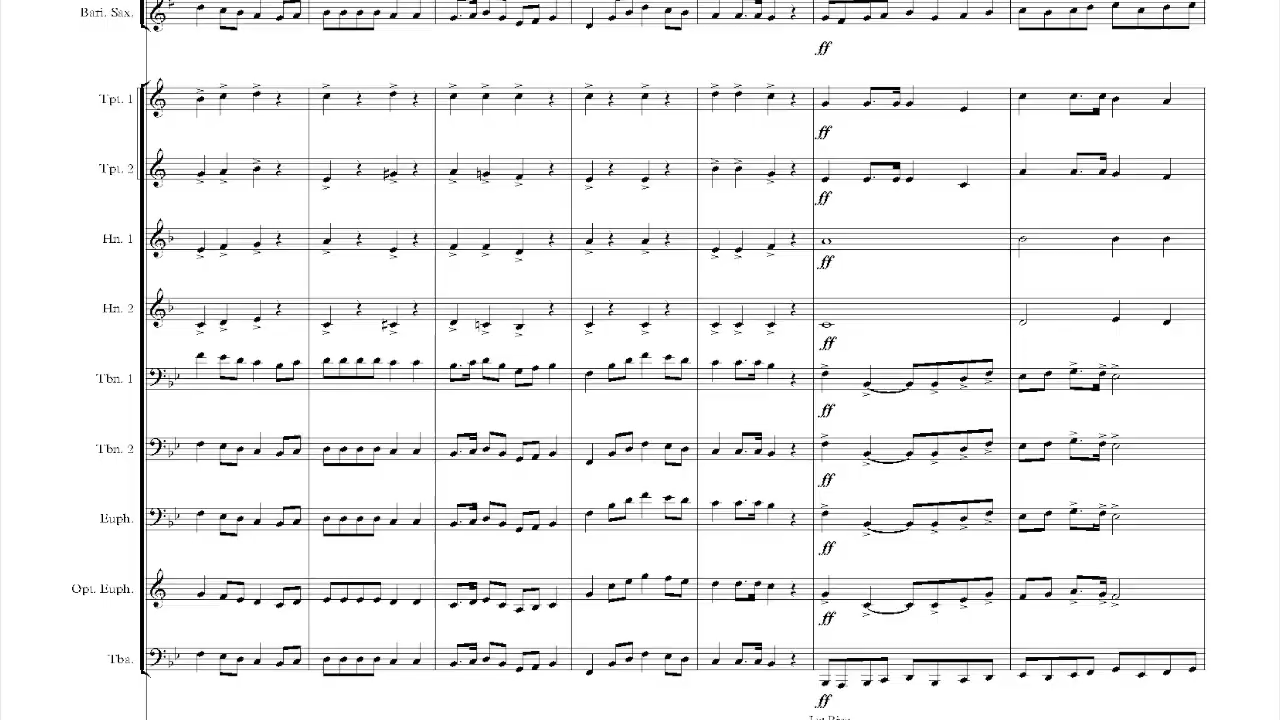 Bari. Sax.
ff
Tpt. 1
ff
Tpt. 2
ff
Hn. 1
ff
Hn. 2
ff
Tbn. 1
ff
Tbn. 2
ff
Euph.
ff
Opt. Euph.
ff
Tba.
ff